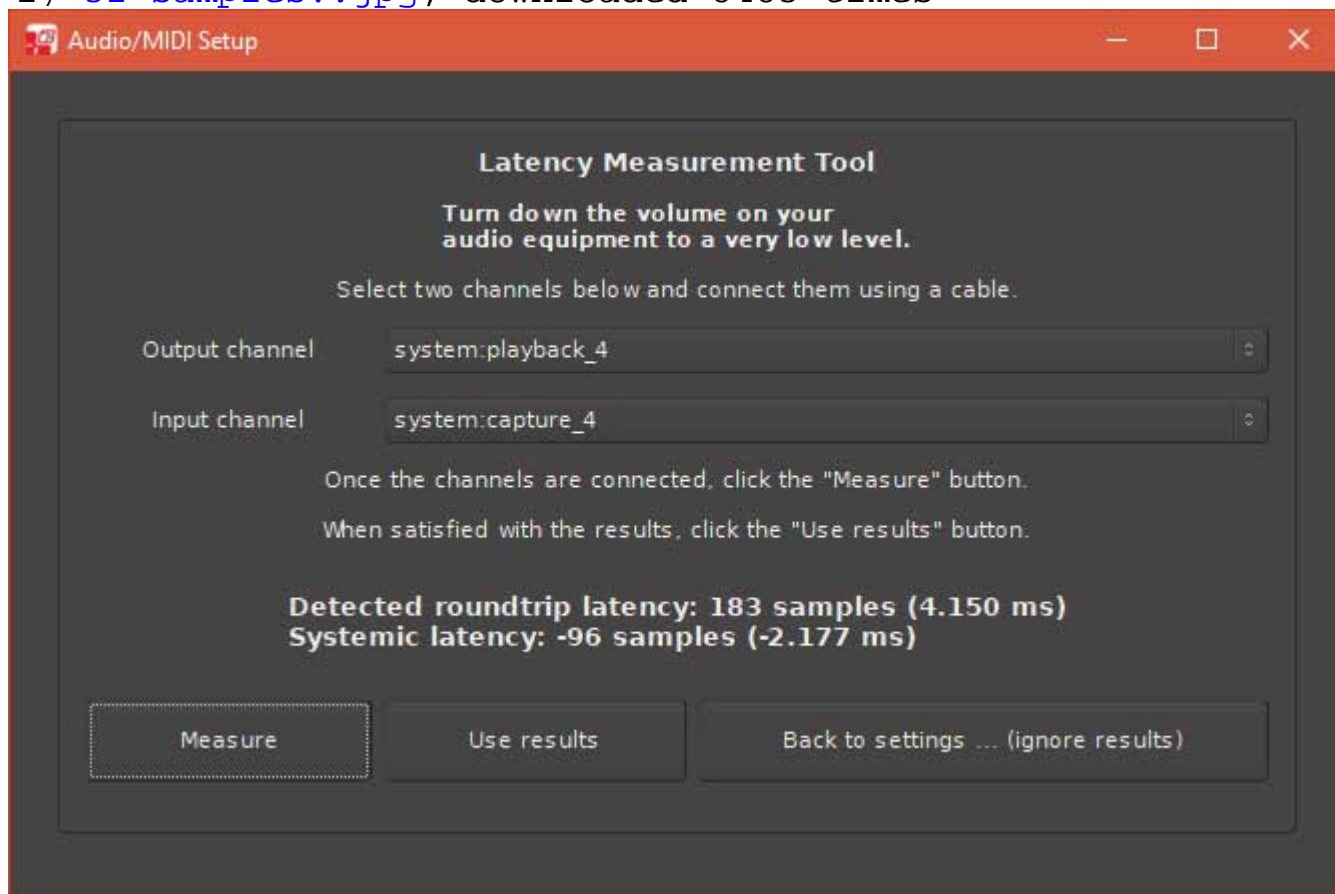 Audio/MIDI Setup
Latency Measurement Tool
Turn down the volume on your
audio equipment to a very low level.
Select two channels below and connect them using a cable.
Output channel system:playback_4
Input channel system:capture_4
Once the channels are connected, click the "Measure" button.
When satisfied with the results, click the "Use results" button.
Detected roundtrip latency: 183 samples (4.150 ms)
Systemic latency: -96 samples (-2.177 ms)
Measure Use results Back to settings ... (ignore results)